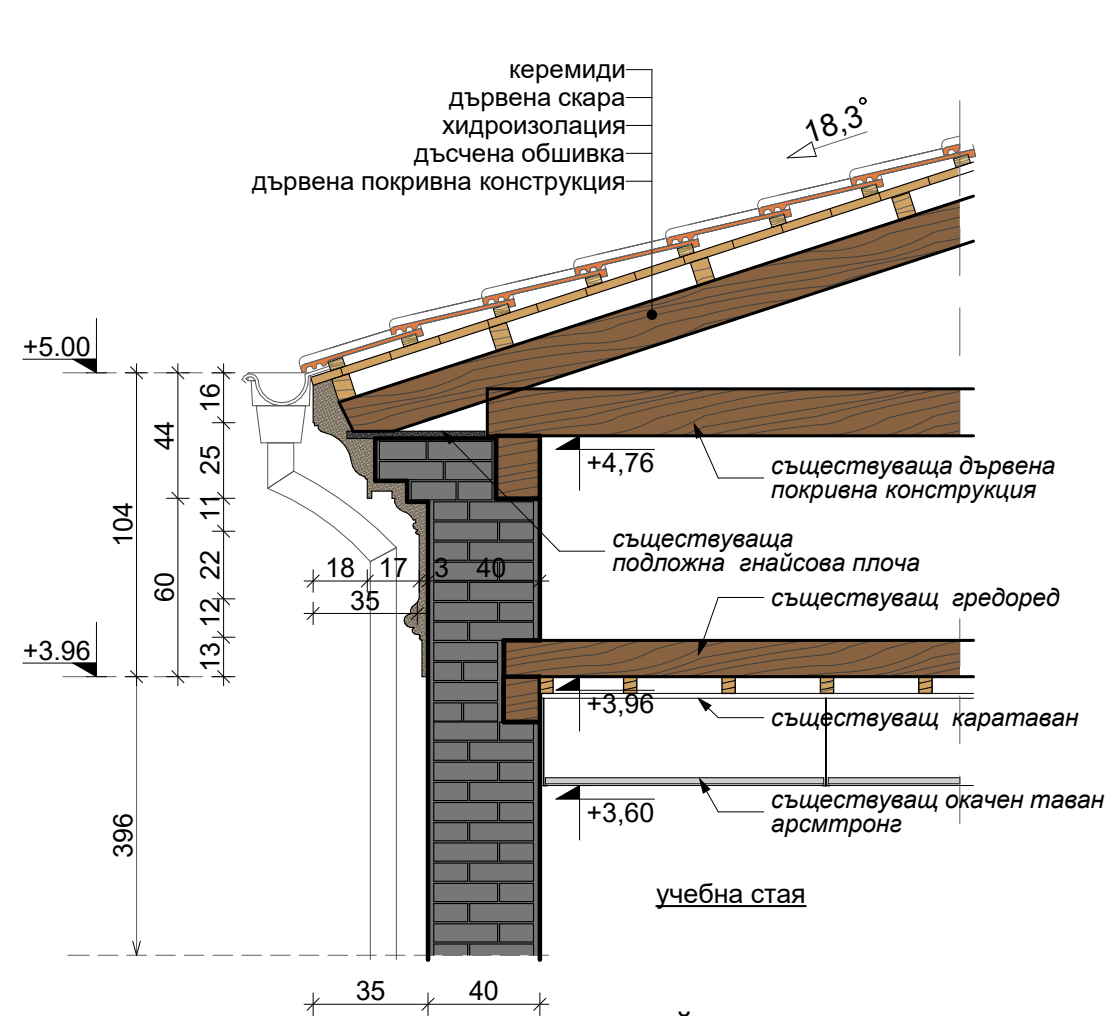 керемиди
дървена скара
хидроизолация
дъсчена обшивка
дървена покривна конструкция
18,3°
+5.00
16
44
25
11
104
22
60
12
13
+3.96
396
+4,76
съществуваща дървена
покривна конструкция
съществуваща
подложна гнайсова плоча
18
17
3
40
35
съществуващ гредоред
+3,96
съществуващ каратаван
съществуващ окачен таван
арсмтронг
+3,60
учебна стая
35
40